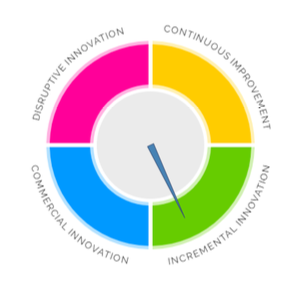 DISRUPTIVE INNOVATION
CONTINUOUS IMPROVEMENT
COMMERCIAL INNOVATION
INCREMENTAL INNOVATION